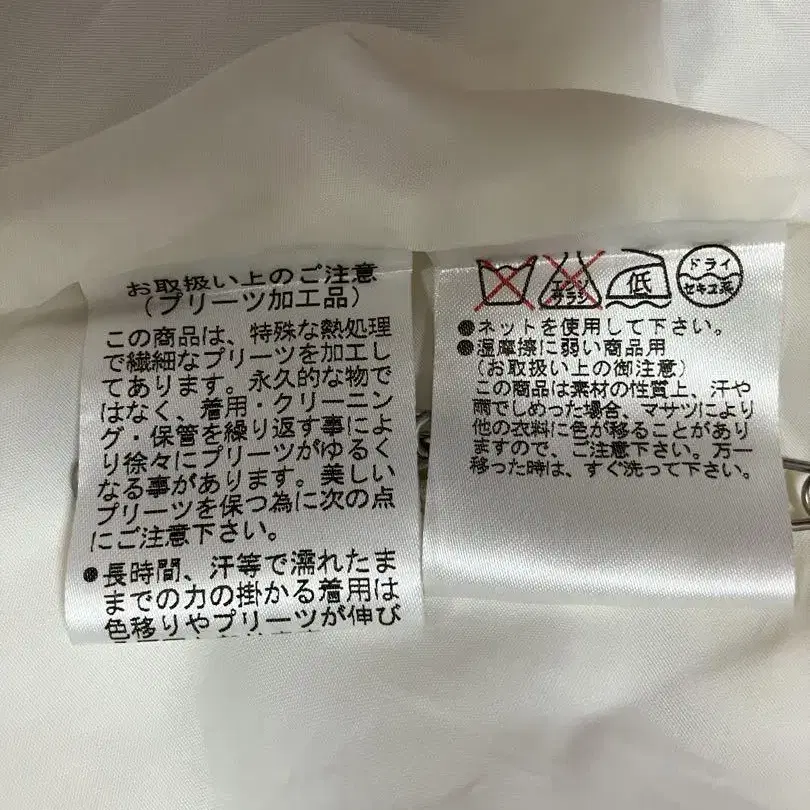 お取扱い上のご注意
（プリーツ加工品）
この商品は、特殊な熱処理
で繊細なプリーツを加工し
てあります。永久的な物で
はなく、着用・クリーニン
グ・保管を繰り返す事によ
り徐々にプリーツがゆるく
なる事があります。美しい
プリーツを保つ為に次の点
にご注意下さい。
●長時間、汗等で濡れたま
までの力の掛かる着用は
色移りやプリーツが伸び
エンソ
サラシ
低
ドライ
セキユ系
●ネットを使用して下さい。
●湿摩擦に弱い商品用
（お取扱い上の御注意）
この商品は素材の性質上、汗や
雨でしめった場合、マサツにより
他の衣料に色が移ることがあり
ますので、ご注意下さい。万一
移った時は、すぐ洗って下さい。